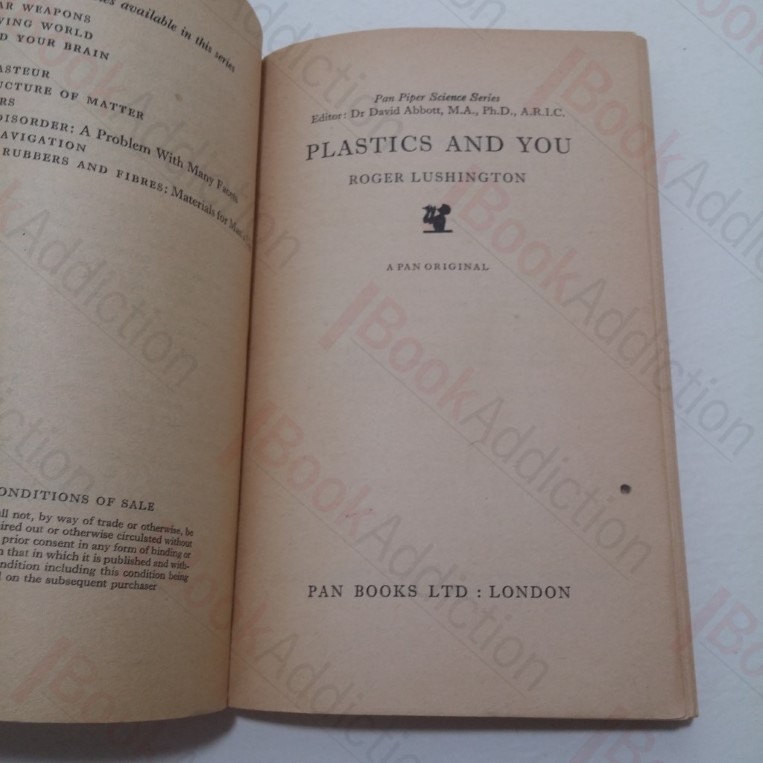 es available in this series
AR WEAPONS
VING WORLD
D YOUR BRAIN
ASTEUR
UCTURE OF MATTER
RS
DISORDER: A Problem With Many Facets
NAVIGATION
RUBBERS AND FIBRES: Materials for
ONDITIONS OF SALE
ll not, by way of trade or otherwise, be
ired out or otherwise circulated without
prior consent in any form of binding or
n that in which it is published and with-
ndition including this condition being
d on the subsequent purchaser
Pan Piper Science Series
Editor: Dr David Abbott, M.A., Ph.D., A.R.I.C.
PLASTICS AND YOU
ROGER LUSHINGTON
A PAN ORIGINAL
PAN BOOKS LTD : LONDON
BookAddiction